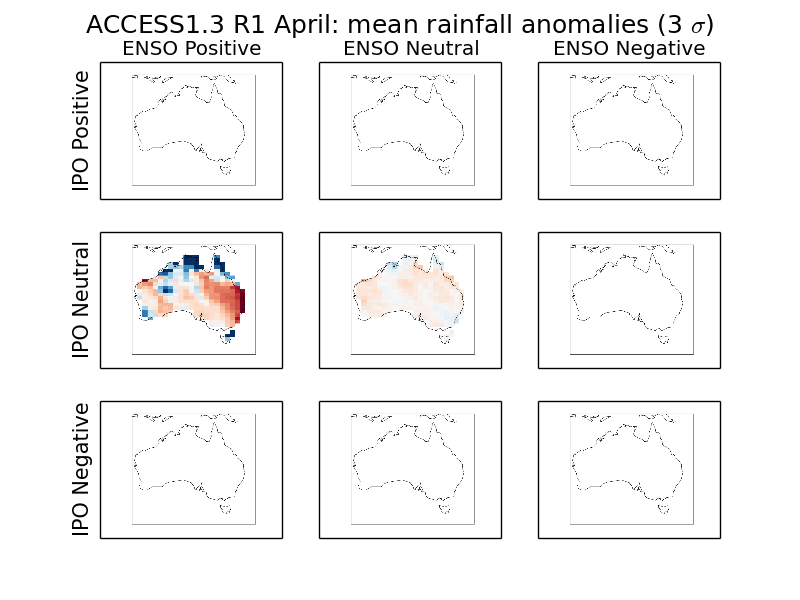 ACCESS1.3 R1 April: mean rainfall anomalies (3 σ)
ENSO Positive ENSO Neutral ENSO Negative
IPO Positive
IPO Neutral
IPO Negative